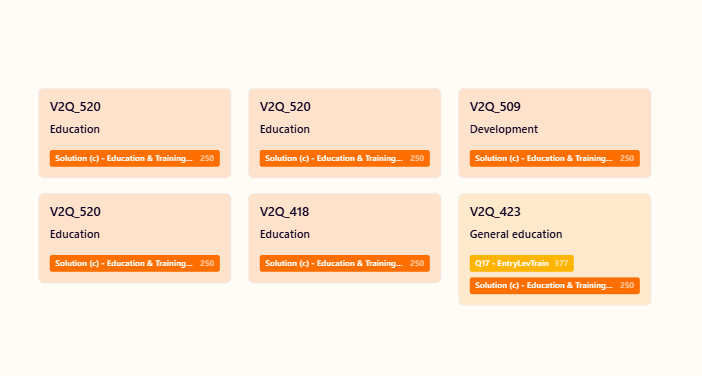 V2Q_520
Education
Solution (c) - Education & Training... 250
V2Q_520
Education
Solution (c) - Education & Training... 250
V2Q_509
Development
Solution (c) - Education & Training... 250
V2Q_520
Education
Solution (c) - Education & Training... 250
V2Q_418
Education
Solution (c) - Education & Training... 250
V2Q_423
General education
Q17 - EntryLevTrain 377
Solution (c) - Education & Training... 250